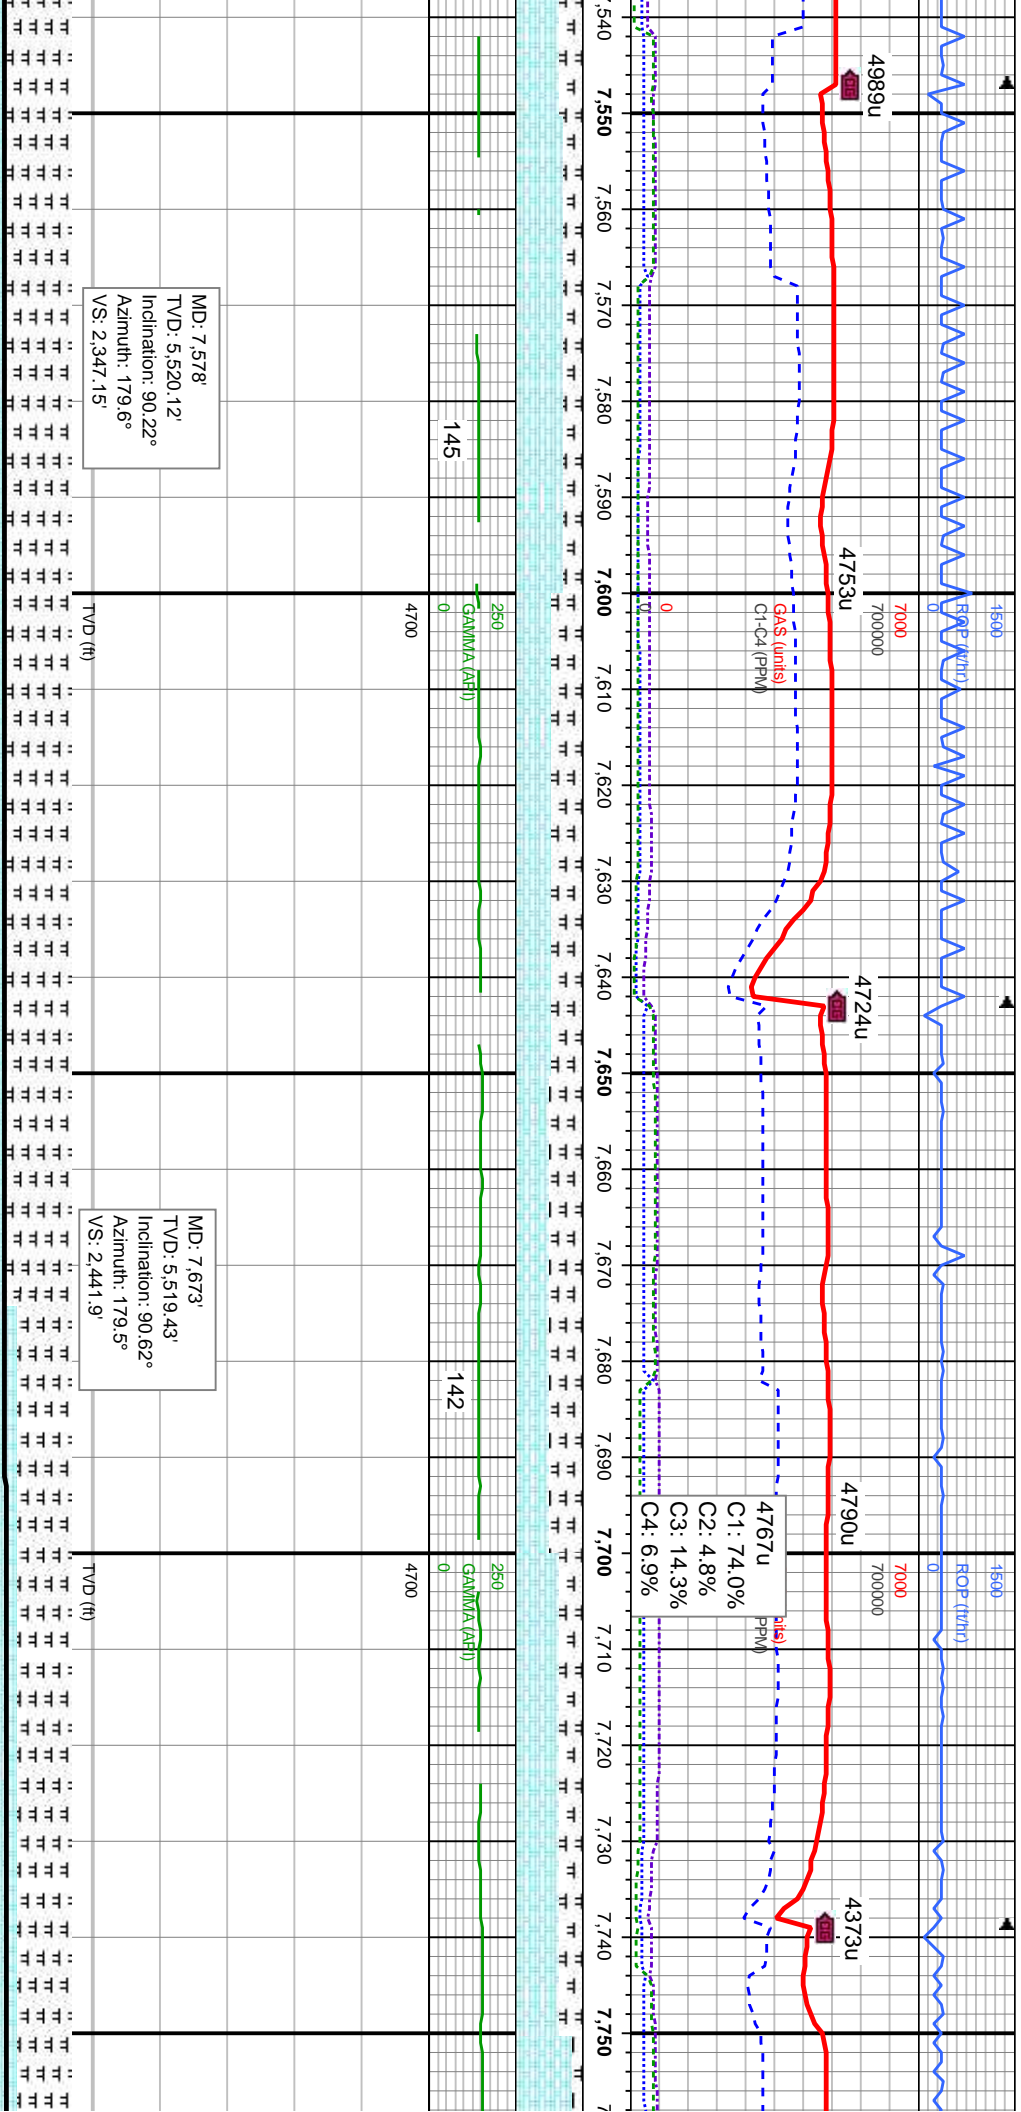 4989u
4753u
4724u
4790u
4373u
1500
ROP (ft/hr)
0
7000
700000
GAS (units)
C1-C4 (PPM)
0
0
1500
ROP (ft/hr)
0
7000
700000
nits)
PPM)
4767u
C1: 74.0%
C2: 4.8%
C3: 14.3%
C4: 6.9%
7,540
7,550
7,560
7,570
7,580
7,590
7,600
7,610
7,620
7,630
7,640
7,650
7,660
7,670
7,680
7,690
7,700
7,710
7,720
7,730
7,740
7,750
250
GAMMA (API)
0
145
250
GAMMA (API)
0
142
4700
TVD (ft)
4700
TVD (ft)
MD: 7,578'
TVD: 5,520.12'
Inclination: 90.22°
Azimuth: 179.6°
VS: 2,347.15'
MD: 7,673'
TVD: 5,519.43'
Inclination: 90.62°
Azimuth: 179.5°
VS: 2,441.9'